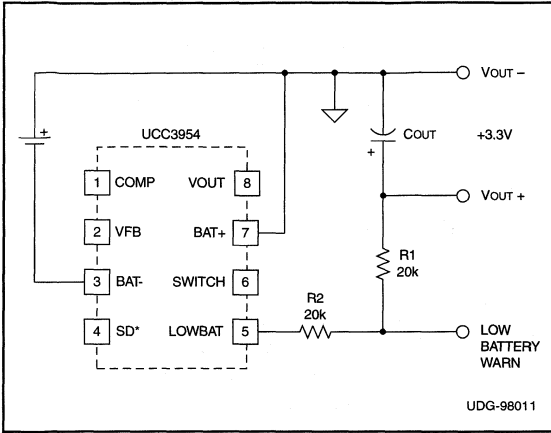 VOUT –
UCC3954
+
COUT
+3.3V
+
1 COMP VOUT 8
2 VFB BAT+ 7
VOUT +
3 BAT- SWITCH 6
R1
20k
R2
20k
4 SD* LOWBAT 5
LOW
BATTERY
WARN
UDG-98011